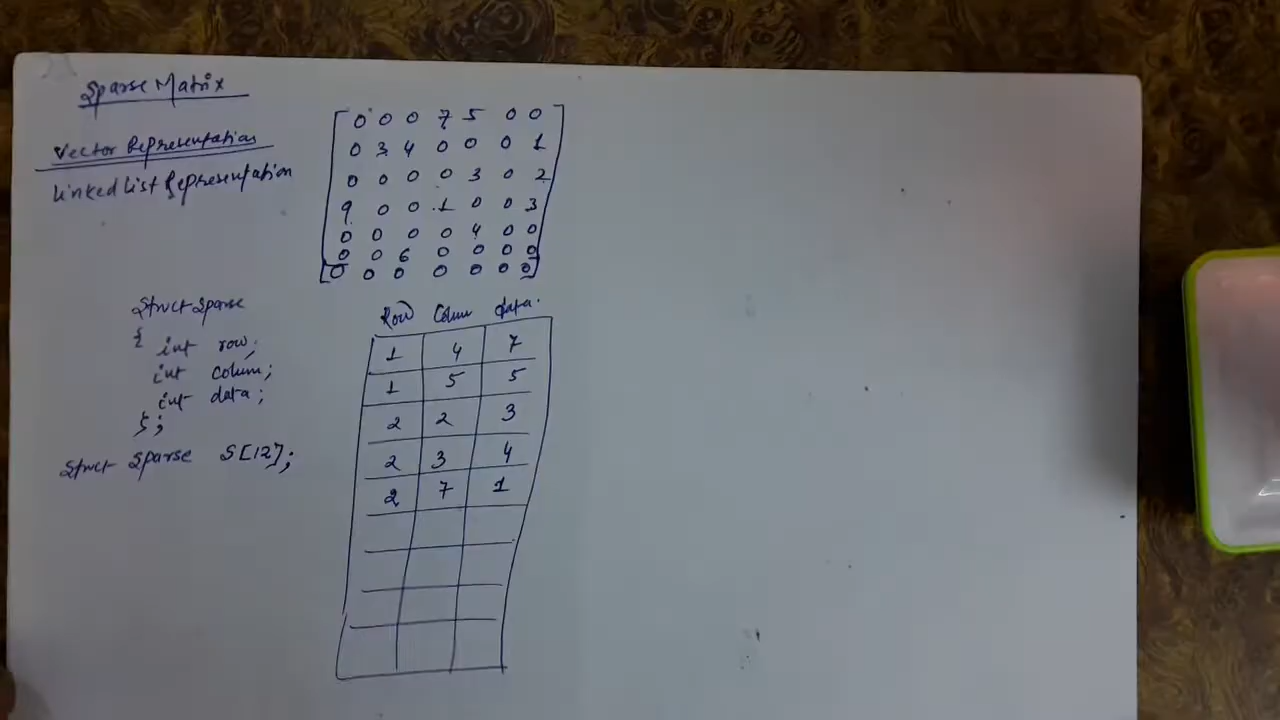 Sparse Matrix
Vector Representation
Linked List Representation
0 0 0 7 5 0 0
0 3 4 0 0 0 1
0 0 0 0 3 0 2
9 0 0 1 0 0 3
0 0 0 0 4 0 0
0 0 6 0 0 0 0
0 0 0 0 0 0 0
Struct Sparse
{ int row;
int column;
int data;
};
Struct Sparse S[12];
Row Colum data.
1 4 7
1 5 5
2 2 3
2 3 4
2 7 1